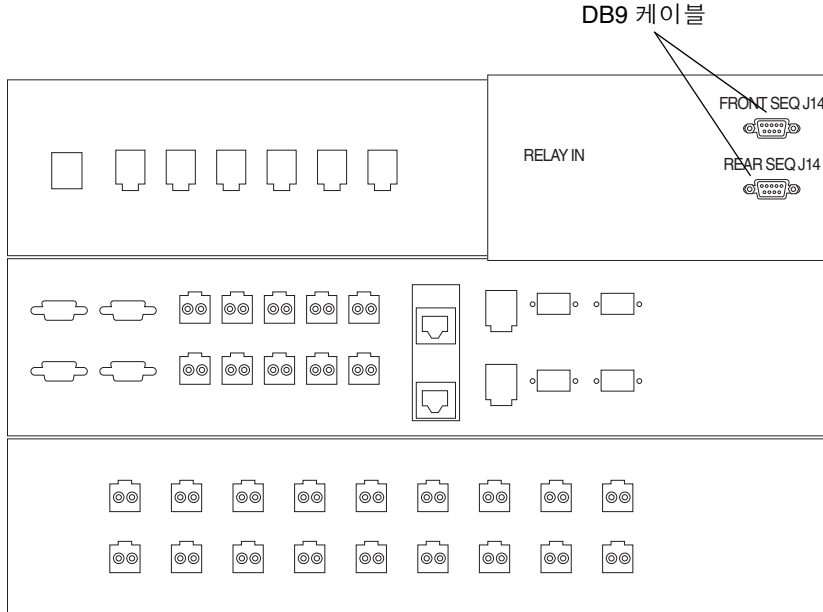 DB9 케이블
FRONT SEQ J14
RELAY IN
REAR SEQ J14